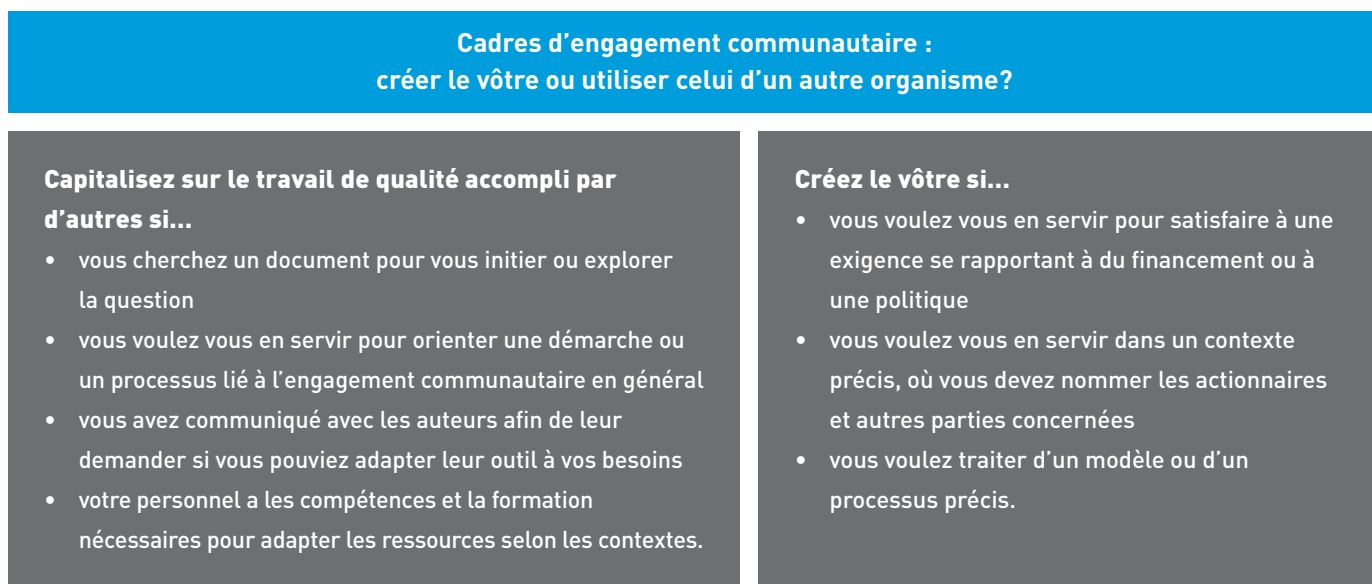 Cadres d’engagement communautaire :
créer le vôtre ou utiliser celui d’un autre organisme?
Capitalisez sur le travail de qualité accompli par
d’autres si...
• vous cherchez un document pour vous initier ou explorer
la question
• vous voulez vous en servir pour orienter une démarche ou
un processus lié à l’engagement communautaire en général
• vous avez communiqué avec les auteurs afin de leur
demander si vous pouviez adapter leur outil à vos besoins
• votre personnel a les compétences et la formation
nécessaires pour adapter les ressources selon les contextes.
Créez le vôtre si...
• vous voulez vous en servir pour satisfaire à une
exigence se rapportant à du financement ou à
une politique
• vous voulez vous en servir dans un contexte
précis, où vous devez nommer les actionnaires
et autres parties concernées
• vous voulez traiter d’un modèle ou d’un
processus précis.